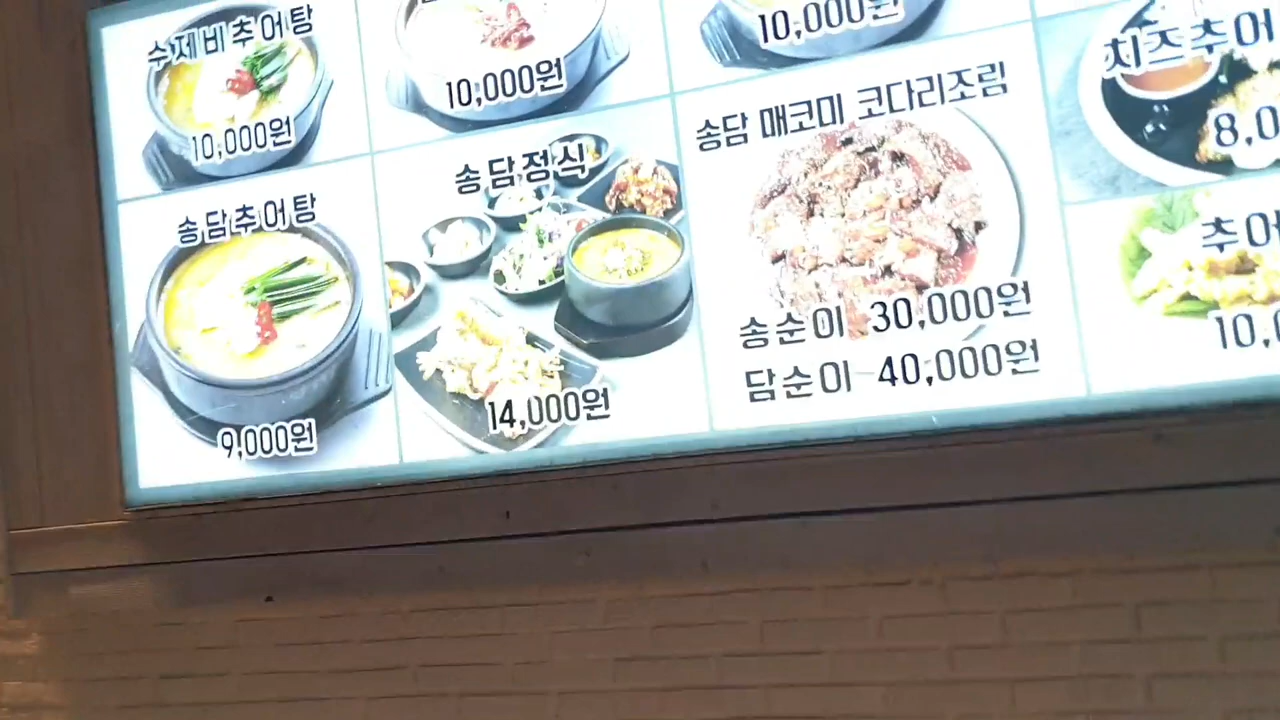 수제비추어탕
10,000원
10,000원
10,000원
치즈추어
8,0
송담추어탕
9,000원
송담정식
14,000원
송담 매코미 코다리조림
송순이 30,000원
담순이 40,000원
추어
10,0